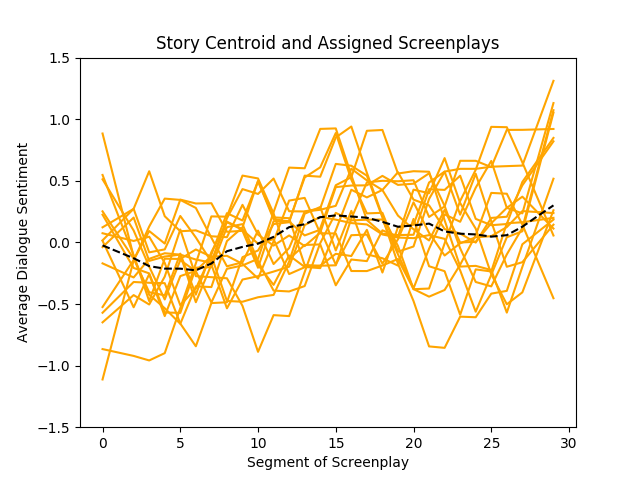 Story Centroid and Assigned Screenplays
1.5
1.0
0.5
0.0
−0.5
−1.0
−1.5
Average Dialogue Sentiment
0 5 10 15 20 25 30
Segment of Screenplay